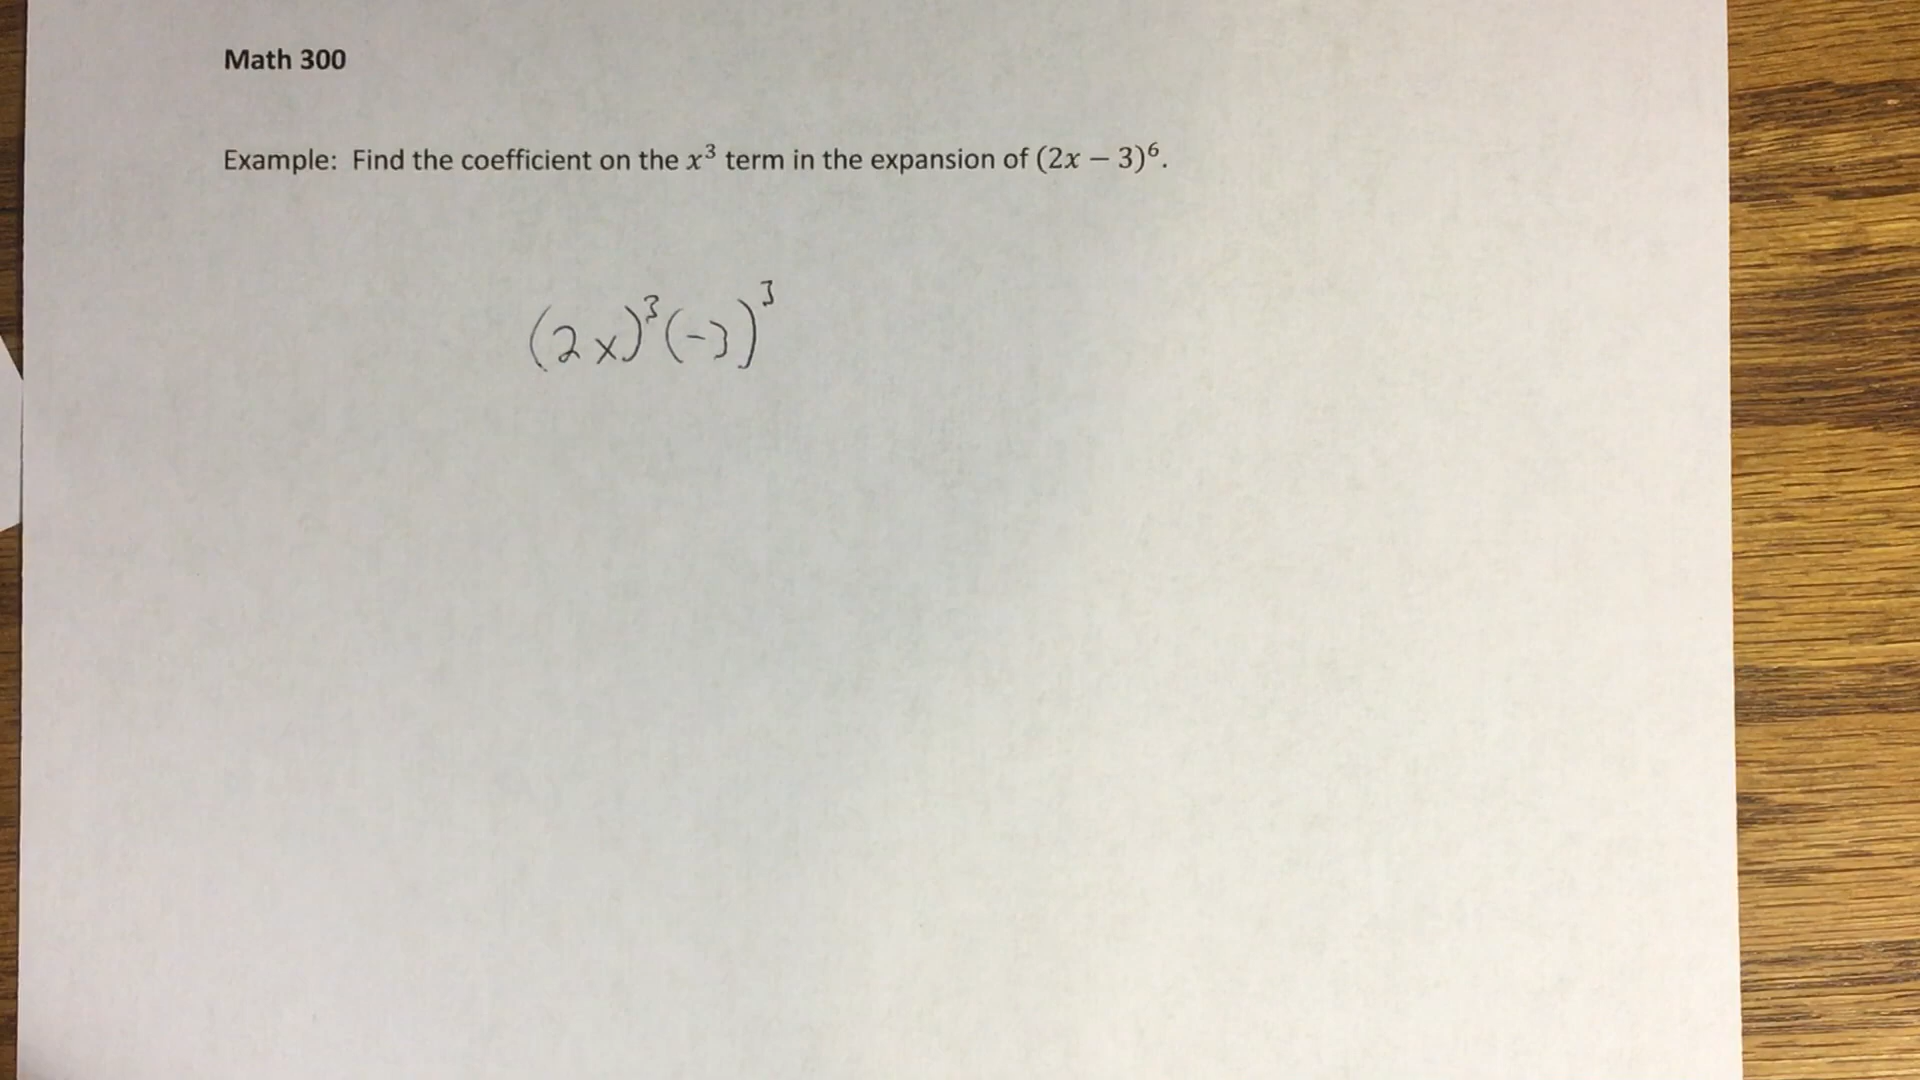 Math 300
Example: Find the coefficient on the x³ term in the expansion of (2x − 3)⁶.
(2x)³(-3)³